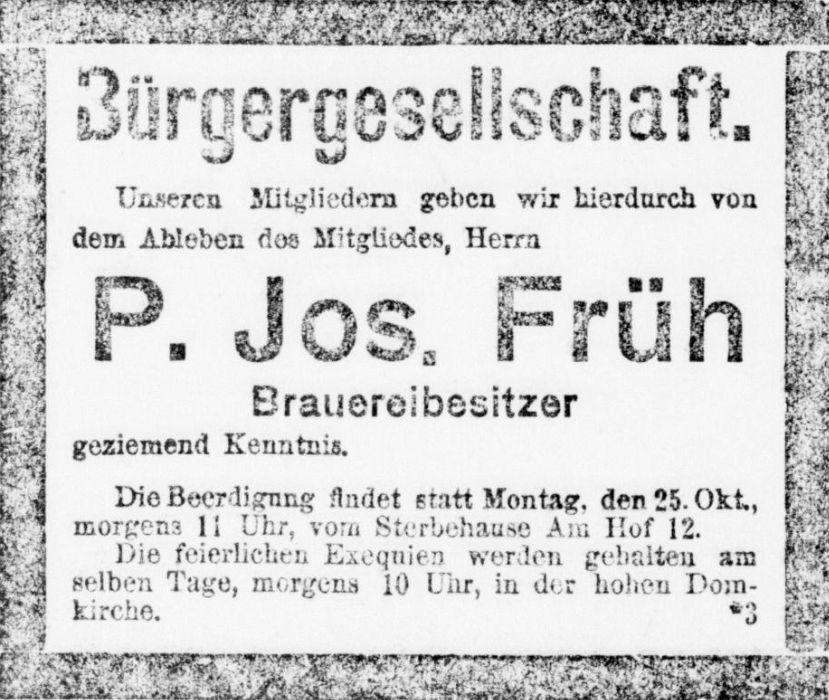 Bürgergesellschaft.
Unseren Mitgliedern geben wir hierdurch von
dem Ableben des Mitgliedes, Herrn
P. Jos. Früh
Brauereibesitzer
geziemend Kenntnis.
Die Beerdigung findet statt Montag, den 25. Okt.,
morgens 11 Uhr, vom Sterbehause Am Hof 12.
Die feierlichen Exequien werden gehalten am
selben Tage, morgens 10 Uhr, in der hohen Dom-
kirche. *3